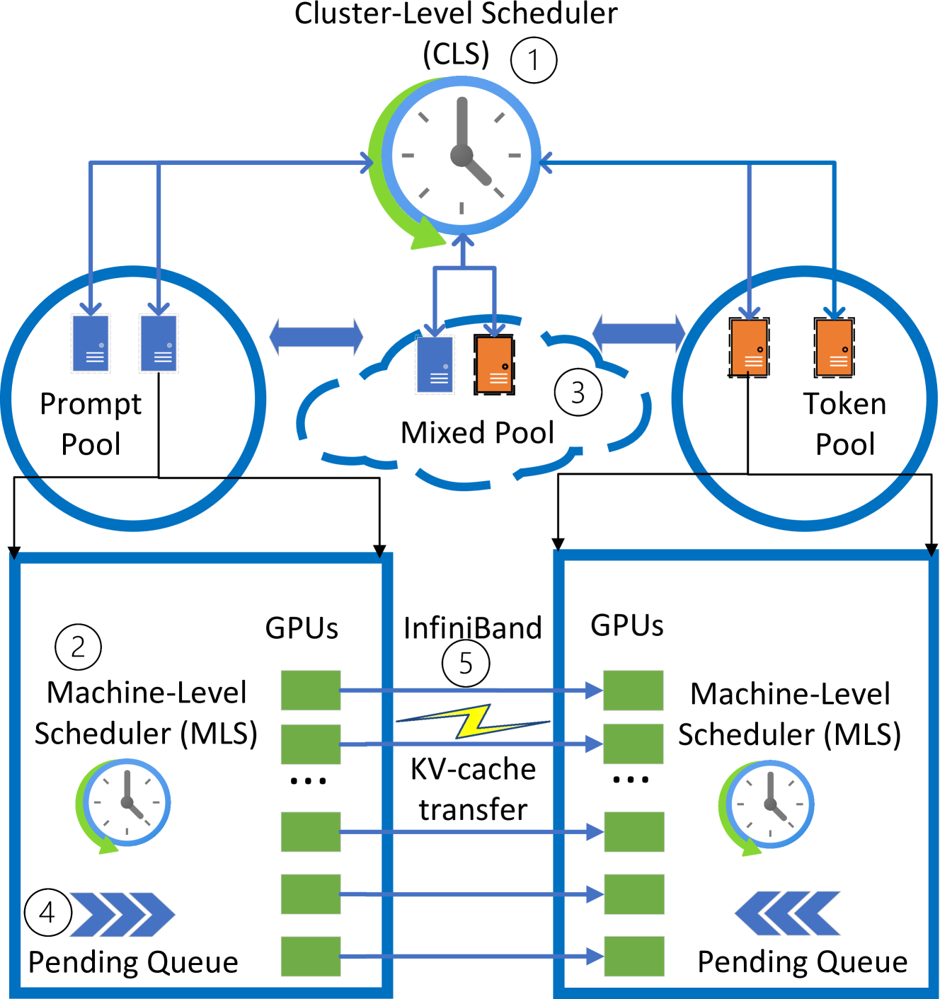 Cluster-Level Scheduler
(CLS)
1
Prompt
Pool
3
Mixed Pool
Token
Pool
GPUs
InfiniBand
GPUs
2
5
Machine-Level
Scheduler (MLS)
...
KV-cache
transfer
Machine-Level
Scheduler (MLS)
...
4
Pending Queue
Pending Queue